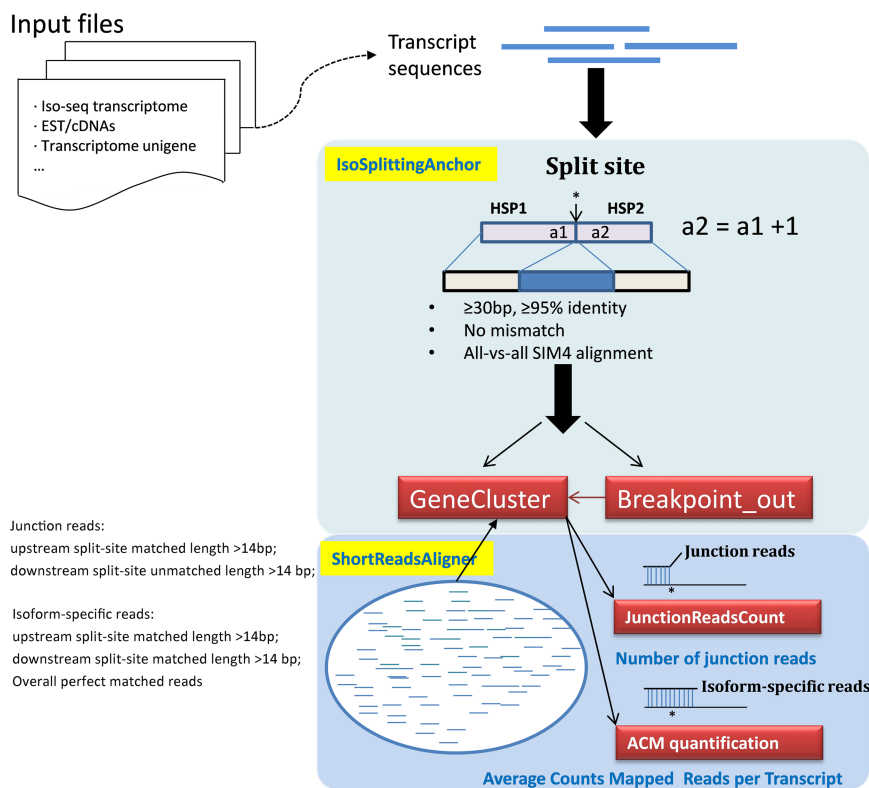 Input files
· Iso-seq transcriptome
· EST/cDNAs
· Transcriptome unigene
...
Transcript
sequences
IsoSplittingAnchor
Split site
*
HSP1 HSP2
a1 a2
a2 = a1 +1
• ≥30bp, ≥95% identity
• No mismatch
• All-vs-all SIM4 alignment
GeneCluster
Breakpoint_out
Junction reads:
upstream split-site matched length >14bp;
downstream split-site unmatched length >14 bp;
Isoform-specific reads:
upstream split-site matched length >14bp;
downstream split-site matched length >14 bp;
Overall perfect matched reads
ShortReadsAligner
Junction reads
*
JunctionReadsCount
Number of junction reads
Isoform-specific reads
*
ACM quantification
Average Counts Mapped Reads per Transcript